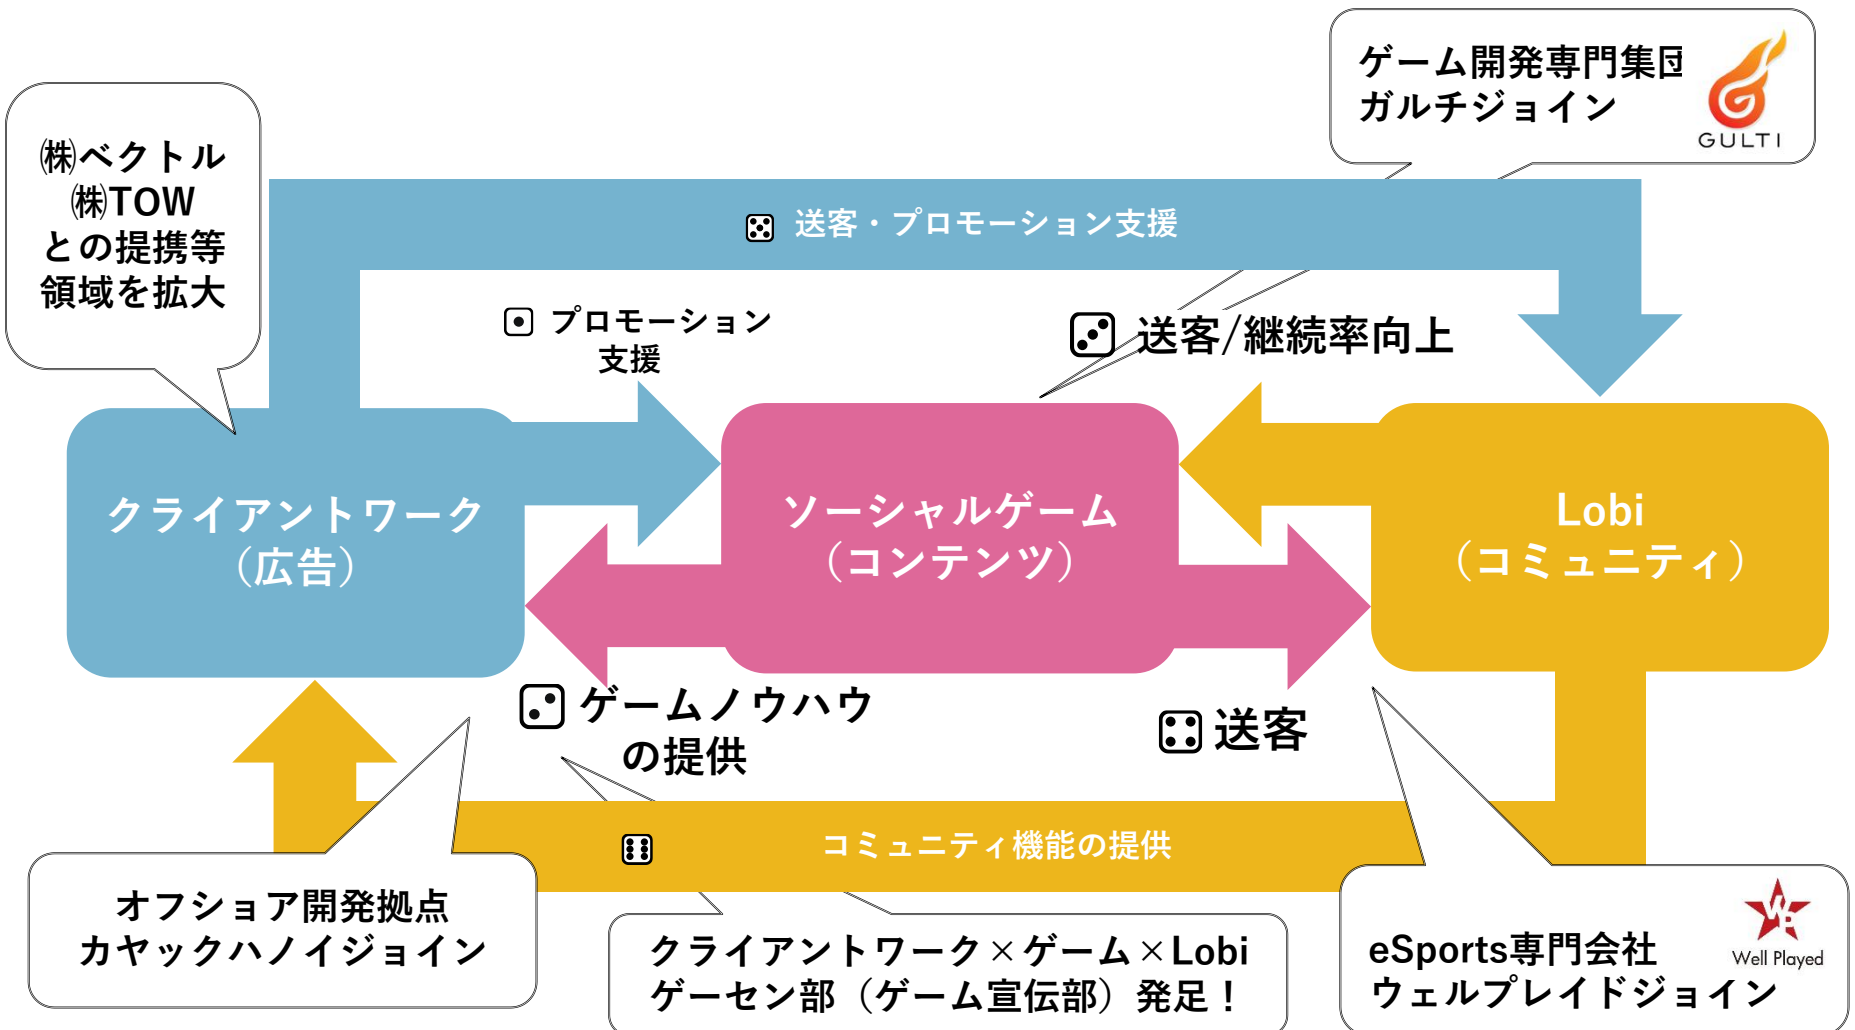 ゲーム開発専門集団
ガルチジョイン
GULTI
㈱ベクトル
㈱TOW
との提携等
領域を拡大
送客・プロモーション支援
プロモーション
支援
送客/継続率向上
クライアントワーク
（広告）
ソーシャルゲーム
（コンテンツ）
Lobi
（コミュニティ）
ゲームノウハウ
の提供
送客
コミュニティ機能の提供
オフショア開発拠点
カヤックハノイジョイン
クライアントワーク×ゲーム×Lobi
ゲーセン部（ゲーム宣伝部）発足！
eSports専門会社
ウェルプレイドジョイン
Well Played